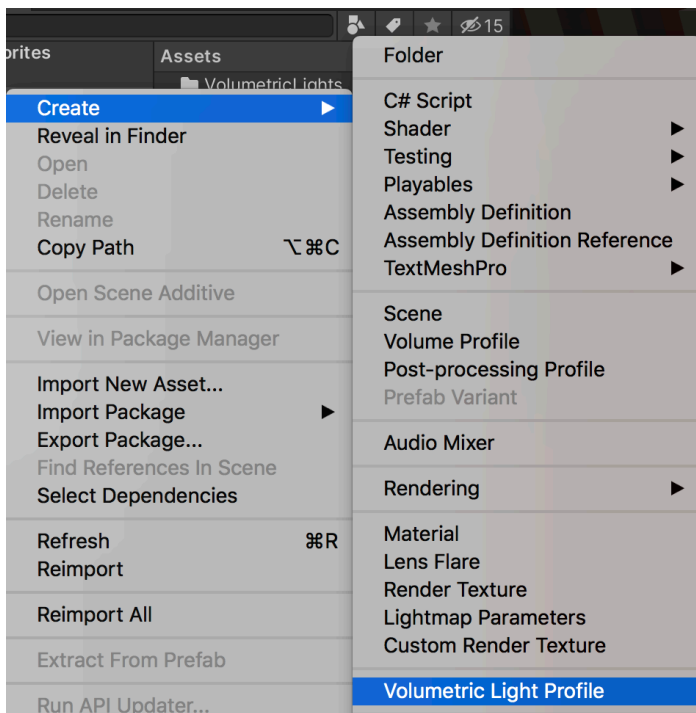 15
orites
Assets
VolumetricLights
Create
Reveal in Finder
Open
Delete
Rename
Copy Path ⌥⌘C
Open Scene Additive
View in Package Manager
Import New Asset...
Import Package
Export Package...
Find References In Scene
Select Dependencies
Refresh ⌘R
Reimport
Reimport All
Extract From Prefab
Run API Updater...
Folder
C# Script
Shader
Testing
Playables
Assembly Definition
Assembly Definition Reference
TextMeshPro
Scene
Volume Profile
Post-processing Profile
Prefab Variant
Audio Mixer
Rendering
Material
Lens Flare
Render Texture
Lightmap Parameters
Custom Render Texture
Volumetric Light Profile